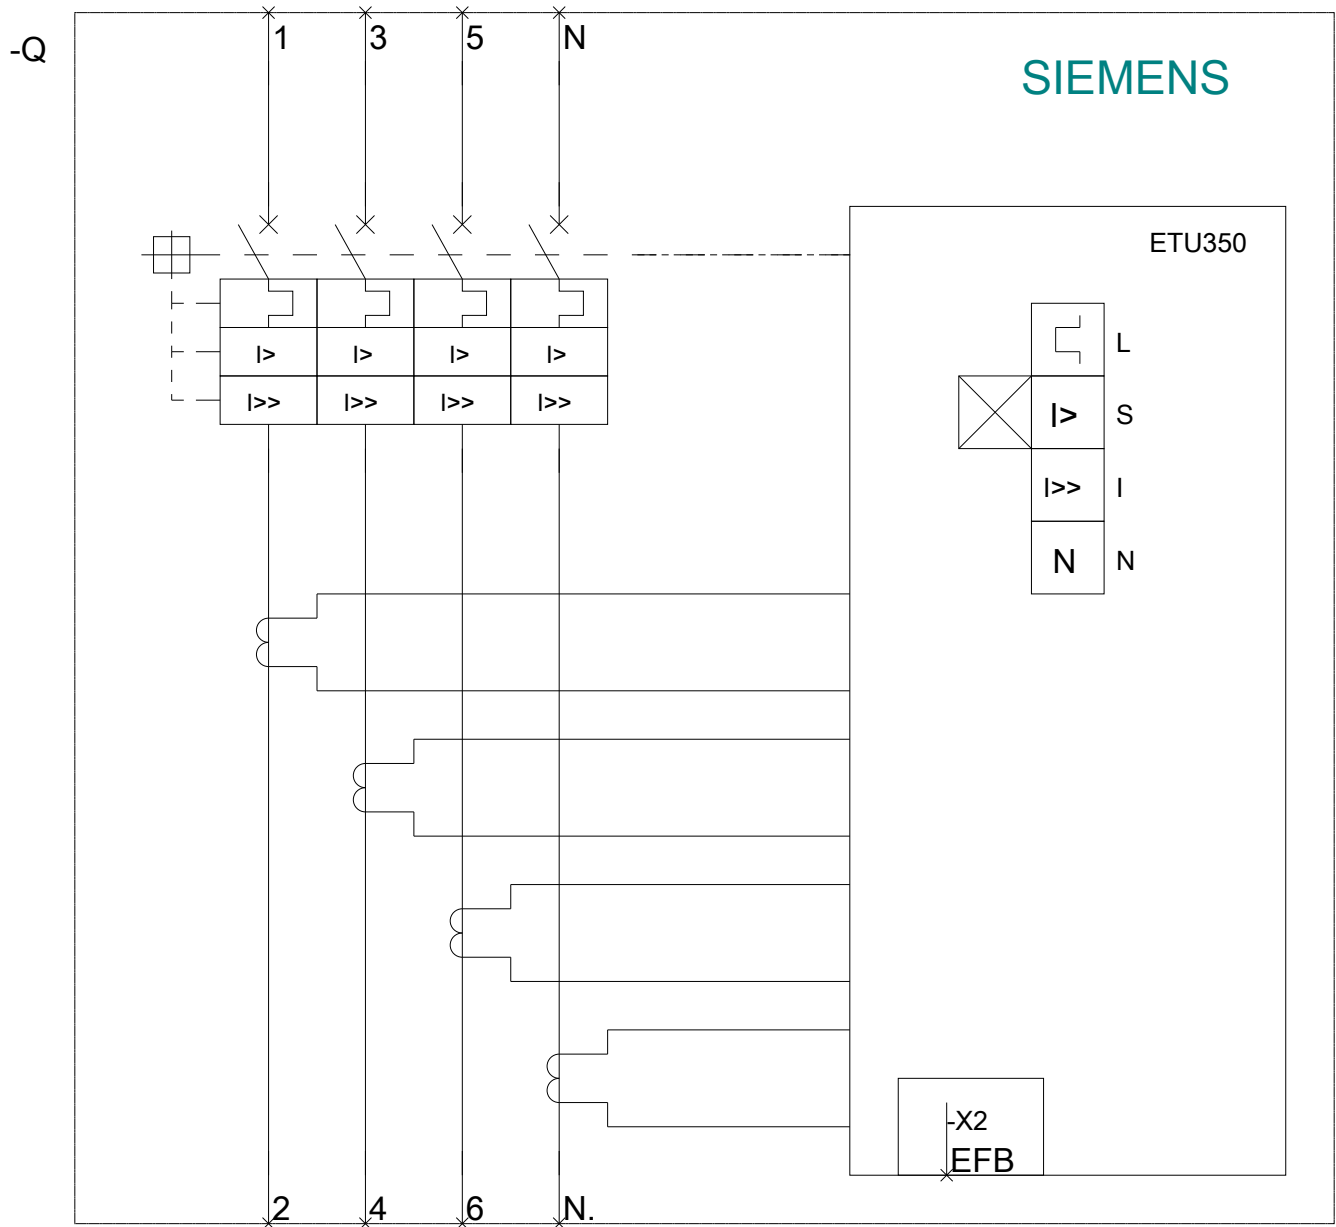 1 3 5 N
-Q
SIEMENS
ETU350
I> I> I> I>
I>> I>> I>> I>>
L
I> S
I>> I
N N
-X2
EFB
2 4 6 N.